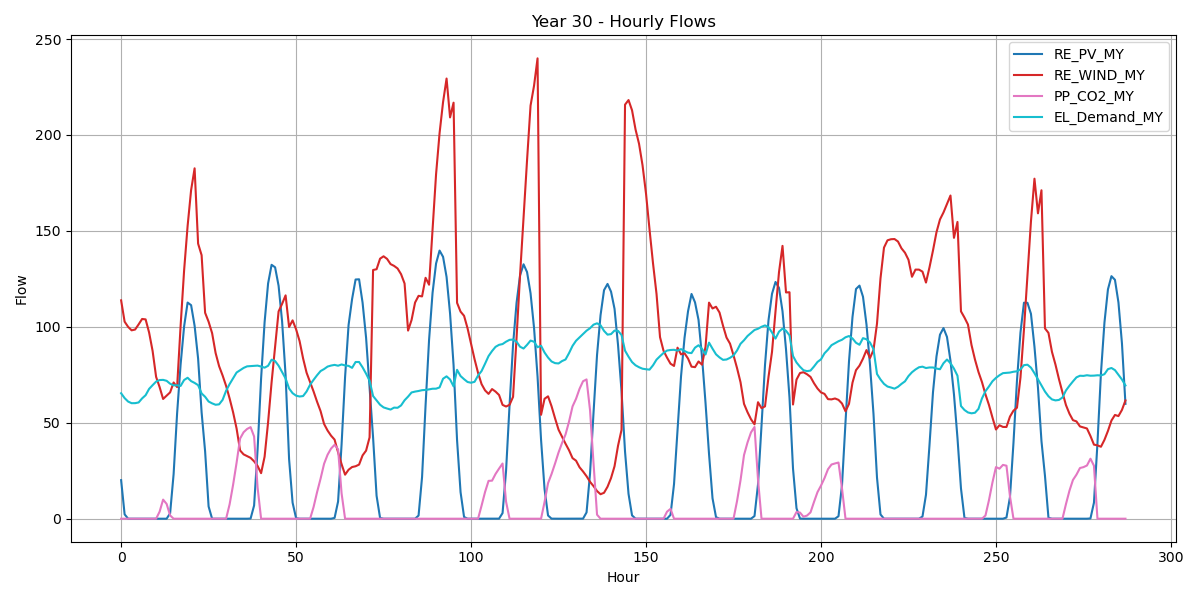 Year 30 - Hourly Flows
250
200
150
100
50
0
Flow
0 50 100 150 200 250 300
Hour
RE_PV_MY
RE_WIND_MY
PP_CO2_MY
EL_Demand_MY